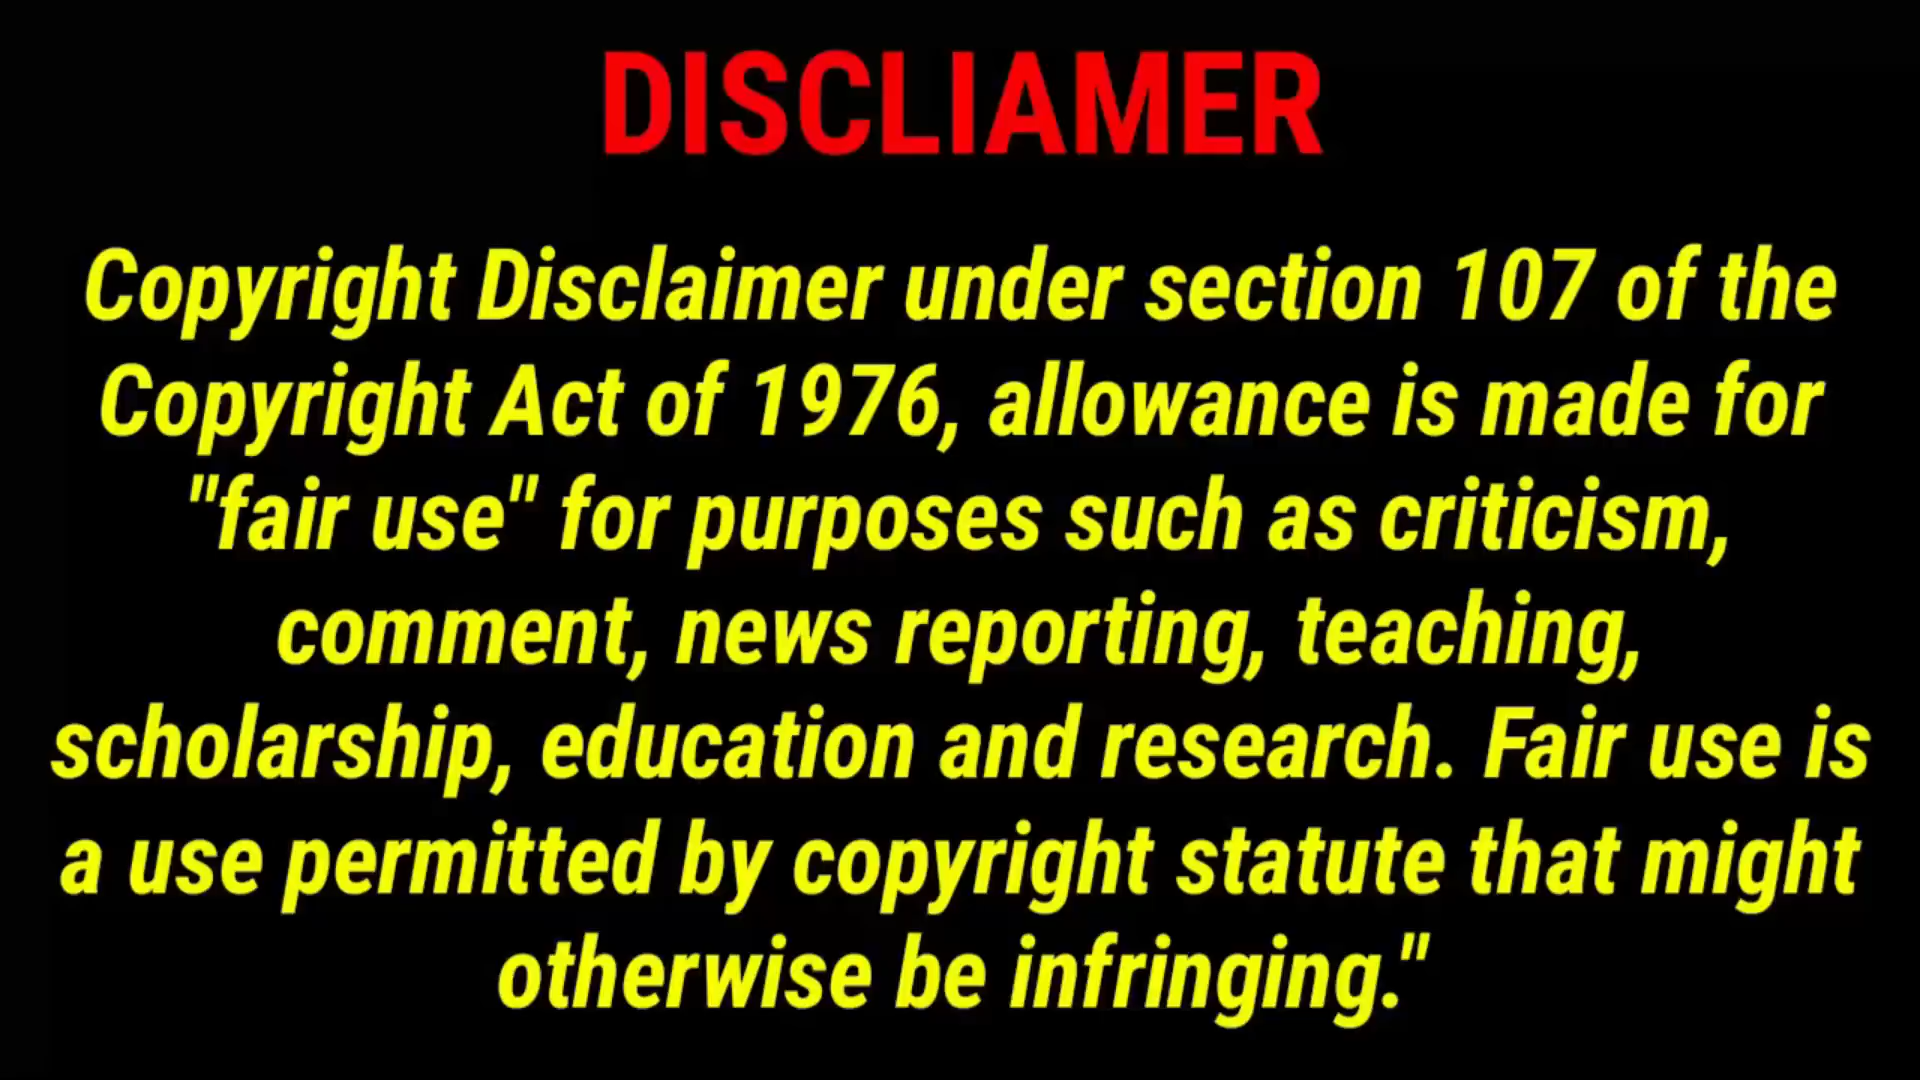 DISCLIAMER
Copyright Disclaimer under section 107 of the
Copyright Act of 1976, allowance is made for
"fair use" for purposes such as criticism,
comment, news reporting, teaching,
scholarship, education and research. Fair use is
a use permitted by copyright statute that might
otherwise be infringing."